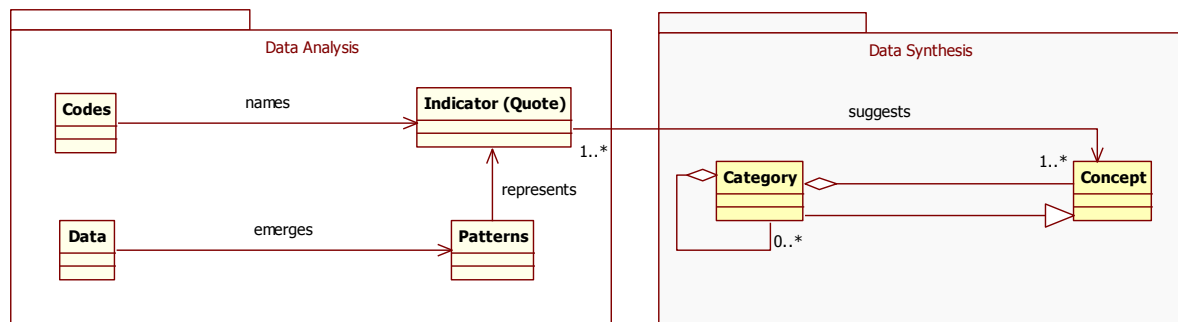 Data Analysis
Codes
names
Indicator (Quote)
1..*
represents
Data
emerges
Patterns
Data Synthesis
suggests
1..*
Category
Concept
0..*